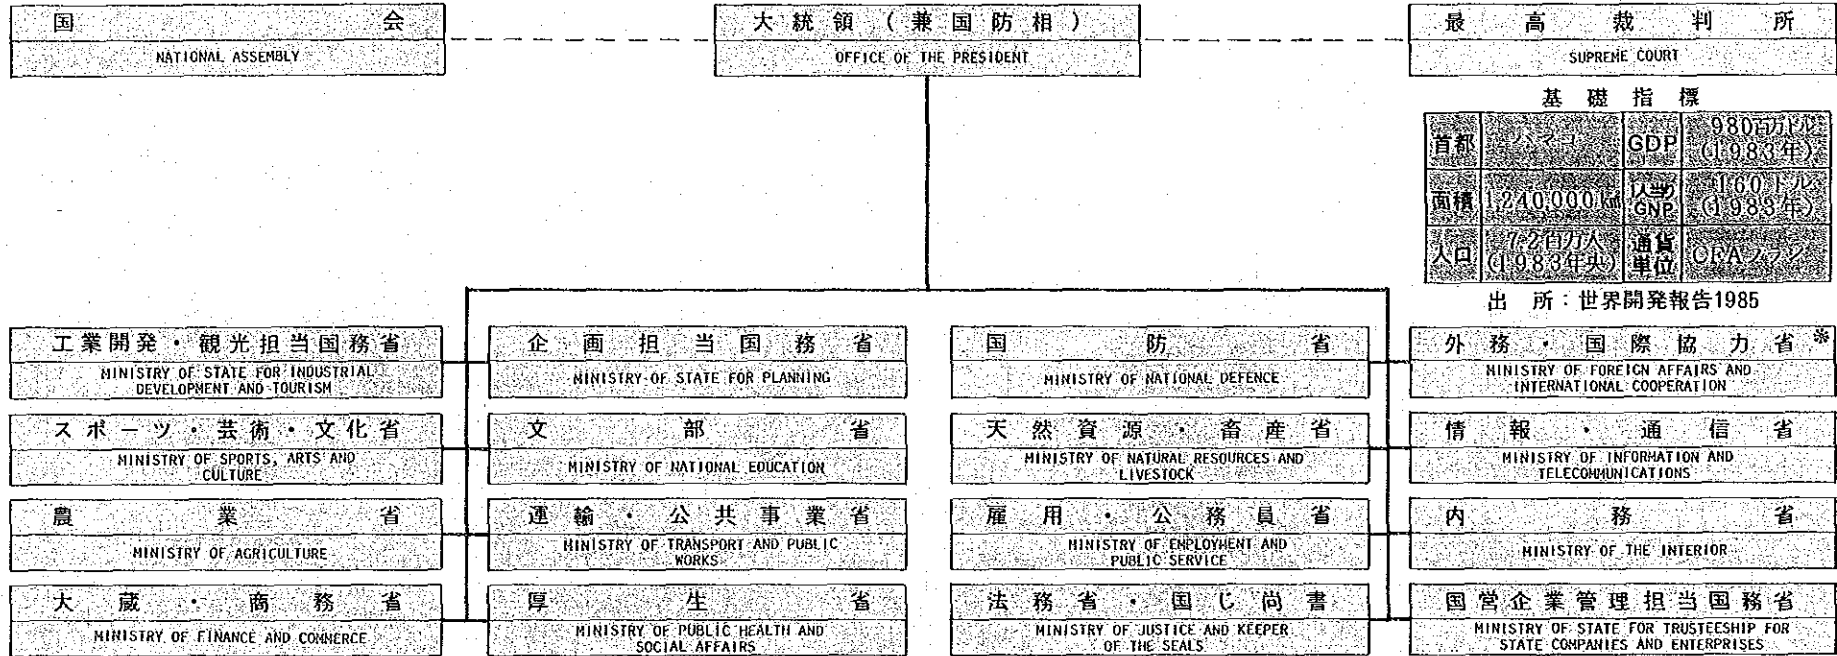 国会
NATIONAL ASSEMBLY
大統領(兼国防相)
OFFICE OF THE PRESIDENT
最高裁判所
SUPREME COURT
基礎指標
首都 バマコ GDP 980百万ドル (1983年)
面積 1,240,000㎢ 1人当り GNP 160ドル (1983年)
人口 7.2百万人 (1983年央) 通貨単位 CFAフラン
出所:世界開発報告1985
工業開発・観光担当国務省
MINISTRY OF STATE FOR INDUSTRIAL
DEVELOPMENT AND TOURISM
企画担当国務省
MINISTRY OF STATE FOR PLANNING
国防省
MINISTRY OF NATIONAL DEFENCE
外務・国際協力省*
MINISTRY OF FOREIGN AFFAIRS AND
INTERNATIONAL COOPERATION
スポーツ・芸術・文化省
MINISTRY OF SPORTS, ARTS AND
CULTURE
文部省
MINISTRY OF NATIONAL EDUCATION
天然資源・畜産省
MINISTRY OF NATURAL RESOURCES AND
LIVESTOCK
情報・通信省
MINISTRY OF INFORMATION AND
TELECOMMUNICATIONS
農業省
MINISTRY OF AGRICULTURE
運輸・公共事業省
MINISTRY OF TRANSPORT AND PUBLIC
WORKS
雇用・公務員省
MINISTRY OF EMPLOYMENT AND
PUBLIC SERVICE
内務省
MINISTRY OF THE INTERIOR
大蔵・商務省
MINISTRY OF FINANCE AND COMMERCE
厚生省
MINISTRY OF PUBLIC HEALTH AND
SOCIAL AFFAIRS
法務省・国じ尚書
MINISTRY OF JUSTICE AND KEEPER
OF THE SEALS
国営企業管理担当国務省
MINISTRY OF STATE FOR TRUSTEESHIP FOR
STATE COMPANIES AND ENTERPRISES